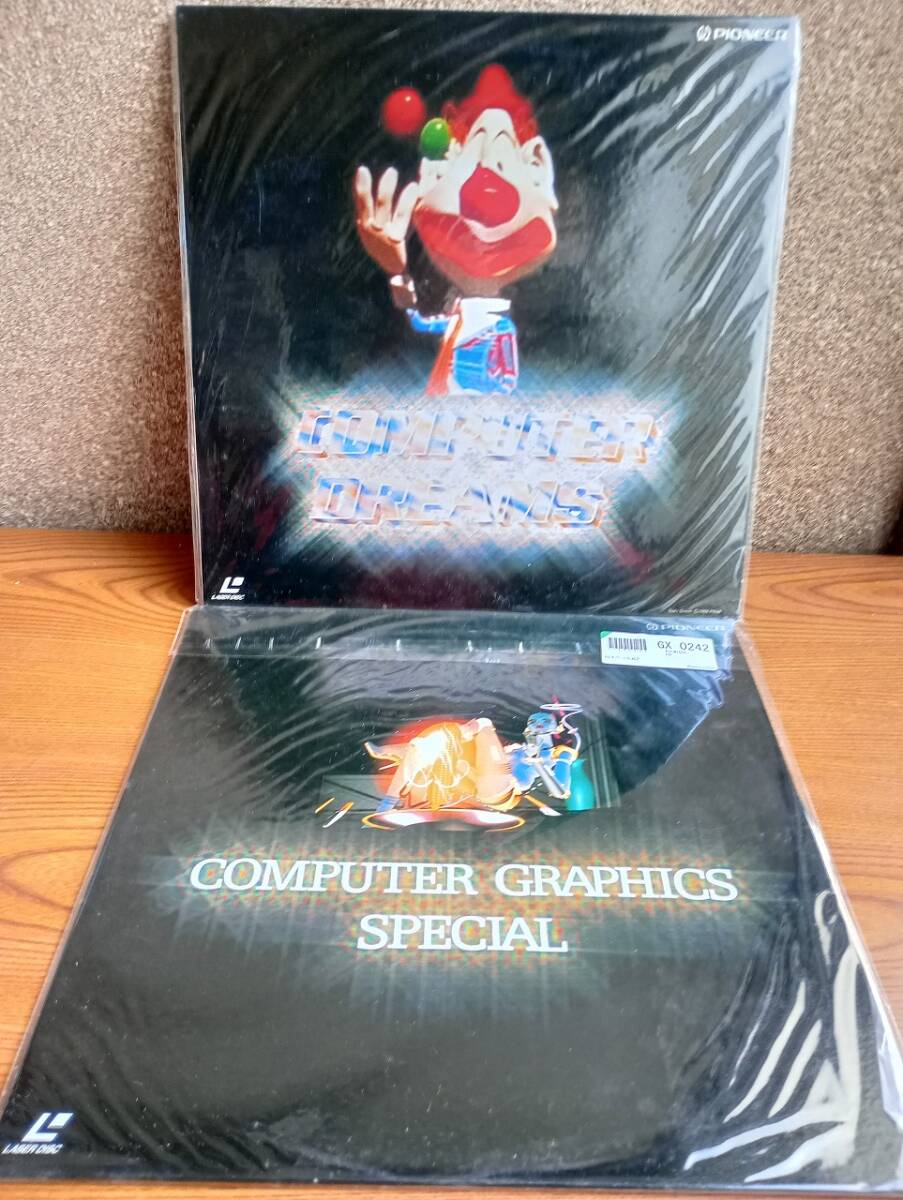 PIONEER
COMPUTER
DREAMS
LASER DISC
PIONEER
GX 0242
COMPUTER GRAPHICS
SPECIAL
LASER DISC